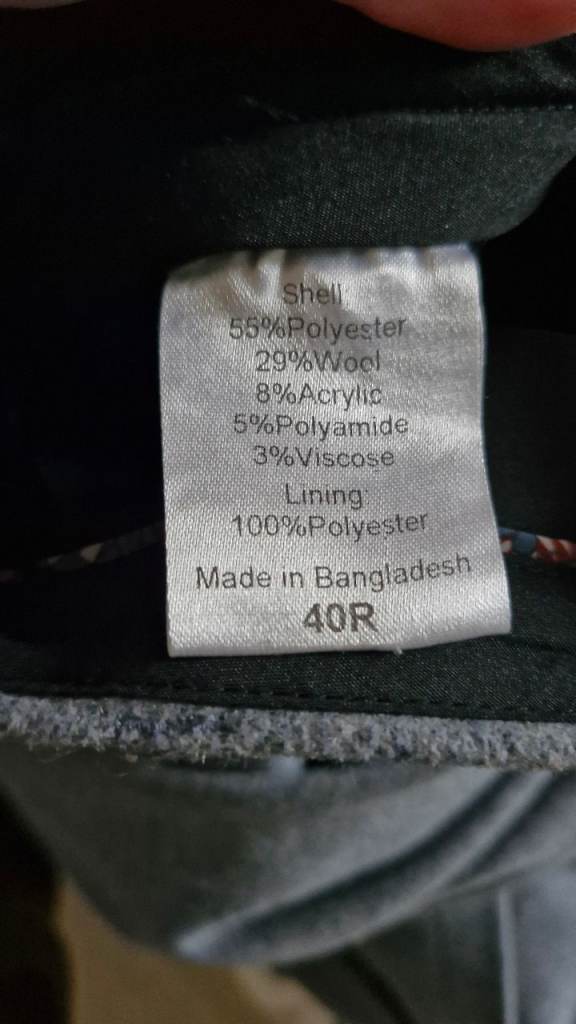 Shell
55%Polyester
29%Wool
8%Acrylic
5%Polyamide
3%Viscose
Lining
100%Polyester
Made in Bangladesh
40R